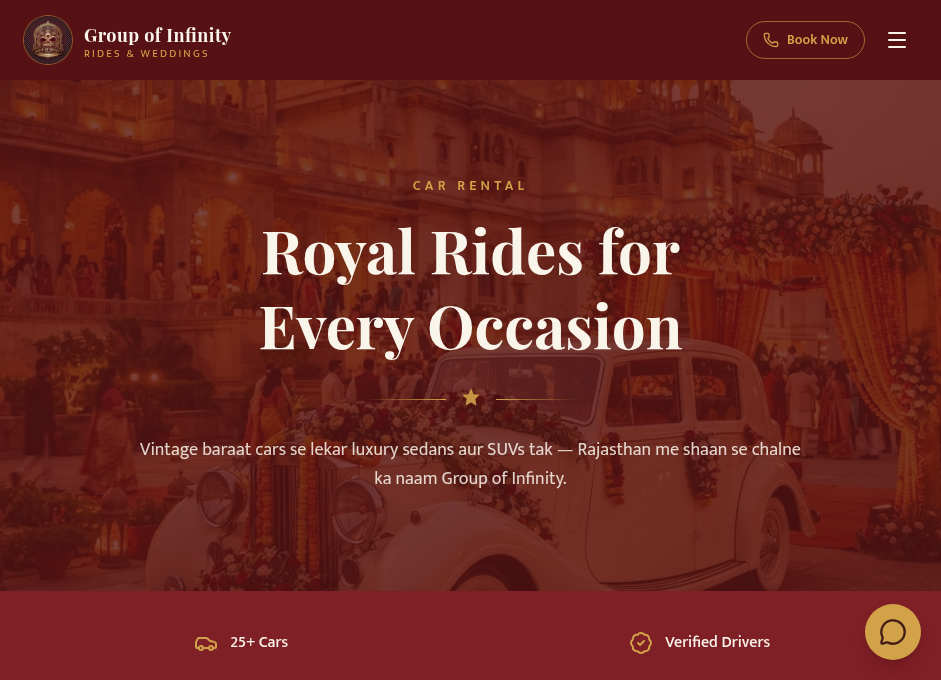 Group of Infinity
RIDES & WEDDINGS
Book Now
CAR RENTAL
Royal Rides for
Every Occasion
Vintage baraat cars se lekar luxury sedans aur SUVs tak — Rajasthan me shaan se chalne
ka naam Group of Infinity.
25+ Cars
Verified Drivers